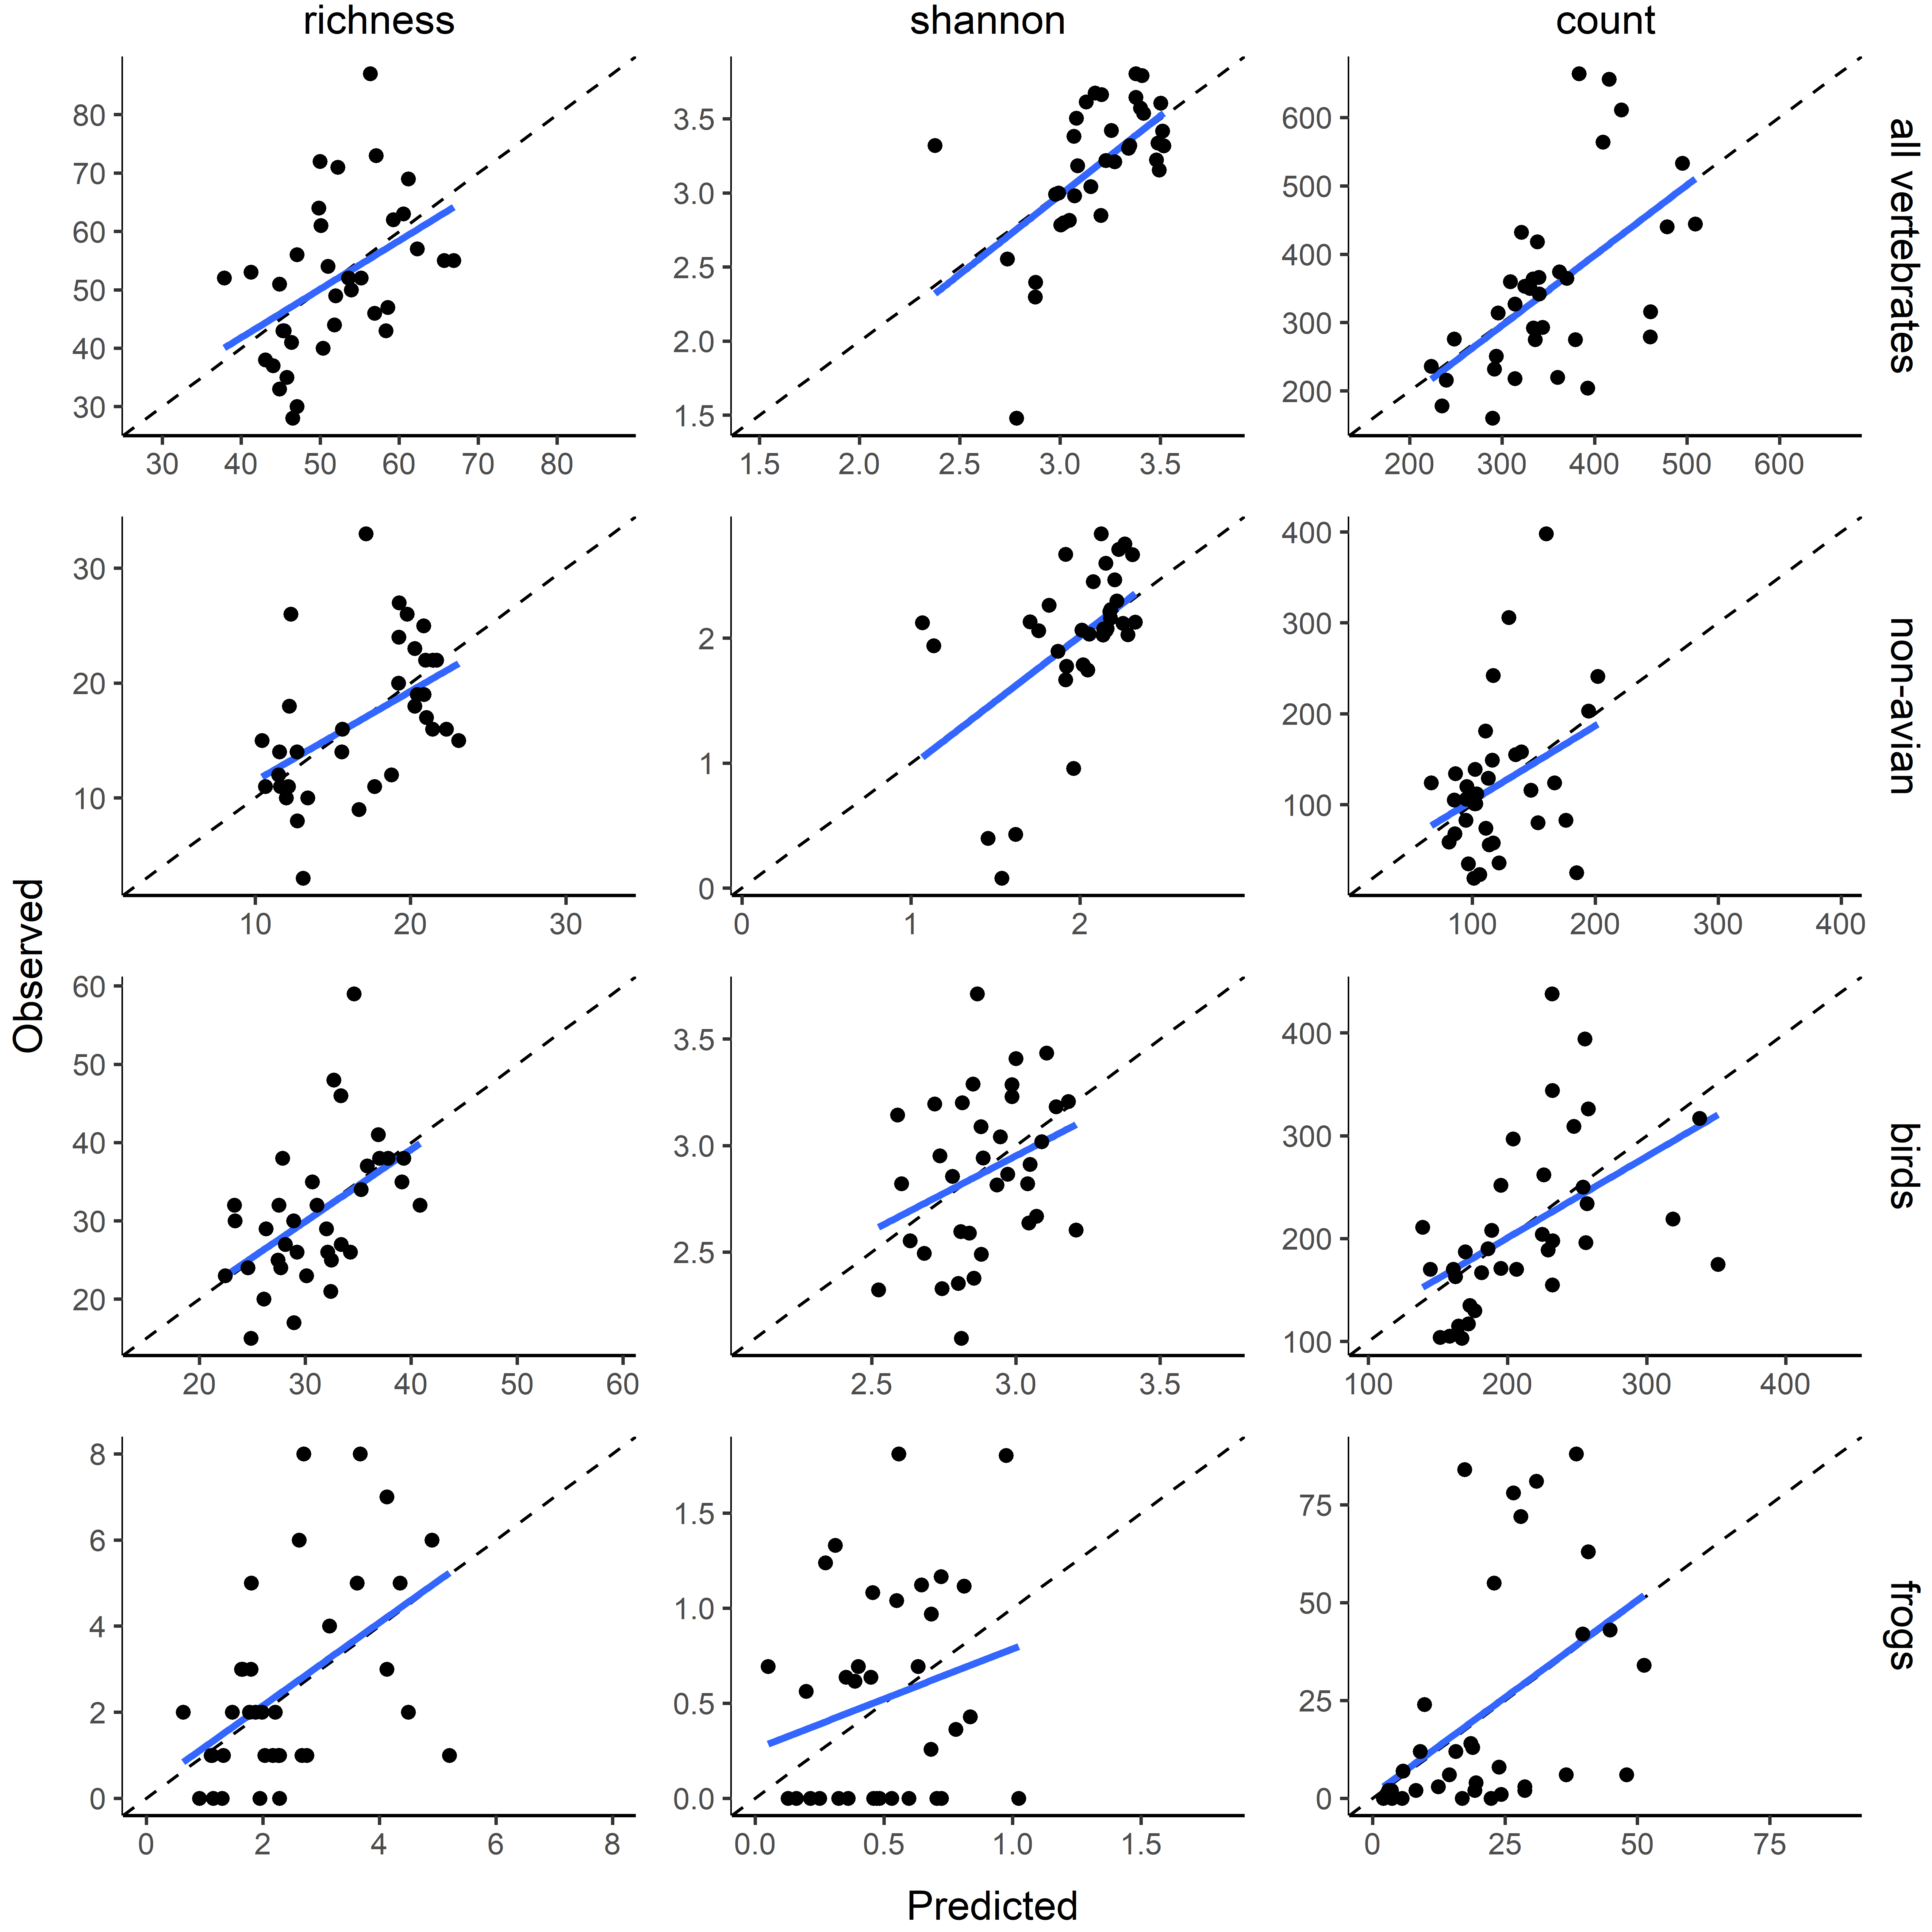 richness shannon count
80
70
60
50
40
30
30 40 50 60 70 80
3.5
3.0
2.5
2.0
1.5
1.5 2.0 2.5 3.0 3.5
600
500
400
300
200
200 300 400 500 600
all vertebrates
30
20
10
10 20 30
2
1
0
0 1 2
400
300
200
100
100 200 300 400
non-avian
Observed
60
50
40
30
20
20 30 40 50 60
3.5
3.0
2.5
2.5 3.0 3.5
400
300
200
100
100 200 300 400
birds
8
6
4
2
0
0 2 4 6 8
1.5
1.0
0.5
0.0
0.0 0.5 1.0 1.5
75
50
25
0
0 25 50 75
frogs
Predicted